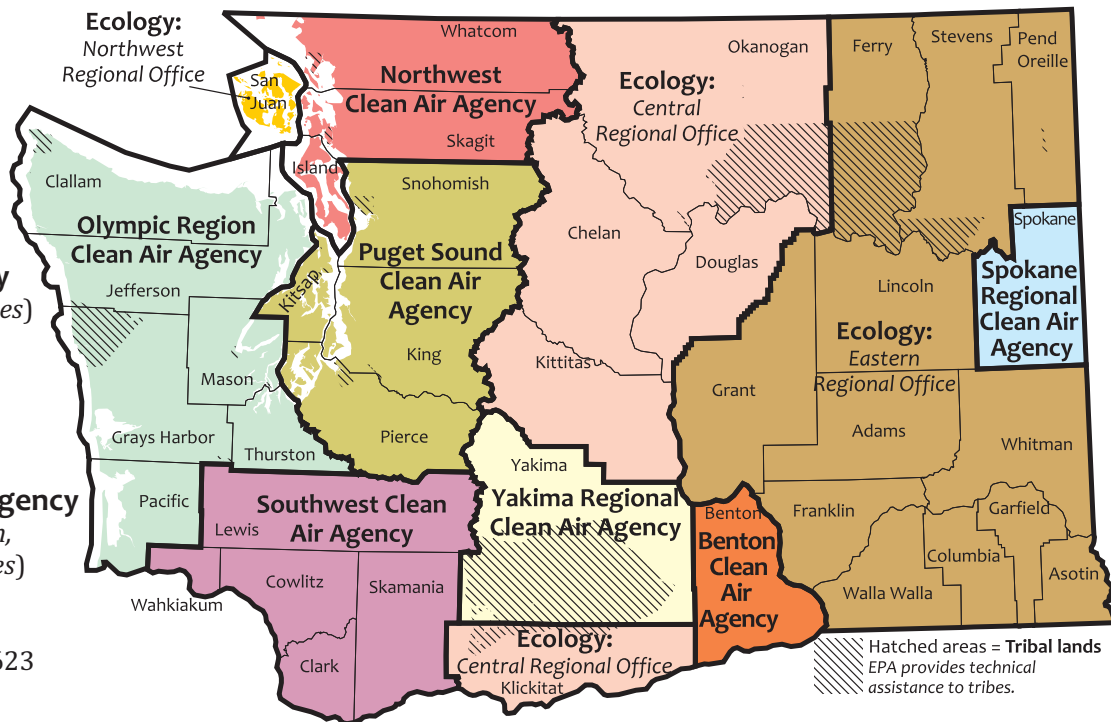 Ecology:
Northwest
Regional Office
San
Juan
Whatcom
Northwest
Clean Air Agency
Skagit
Island
Okanogan
Ecology:
Central
Regional Office
Ferry
Stevens
Pend
Oreille
Clallam
Olympic Region
Clean Air Agency
Jefferson
Mason
Grays Harbor
Thurston
Pacific
Snohomish
Puget Sound
Clean Air
Agency
Kitsap
King
Pierce
Chelan
Douglas
Kittitas
Spokane
Spokane
Regional
Clean Air
Agency
Lincoln
Ecology:
Eastern
Regional Office
Grant
Adams
Whitman
Franklin
Garfield
Columbia
Walla Walla
Asotin
Yakima
Yakima Regional
Clean Air Agency
Benton
Benton
Clean
Air
Agency
Southwest Clean
Air Agency
Lewis
Cowlitz
Skamania
Wahkiakum
Clark
Ecology:
Central Regional Office
Klickitat
Hatched areas = Tribal lands
EPA provides technical
assistance to tribes.
y
es)
gency
n,
es)
523